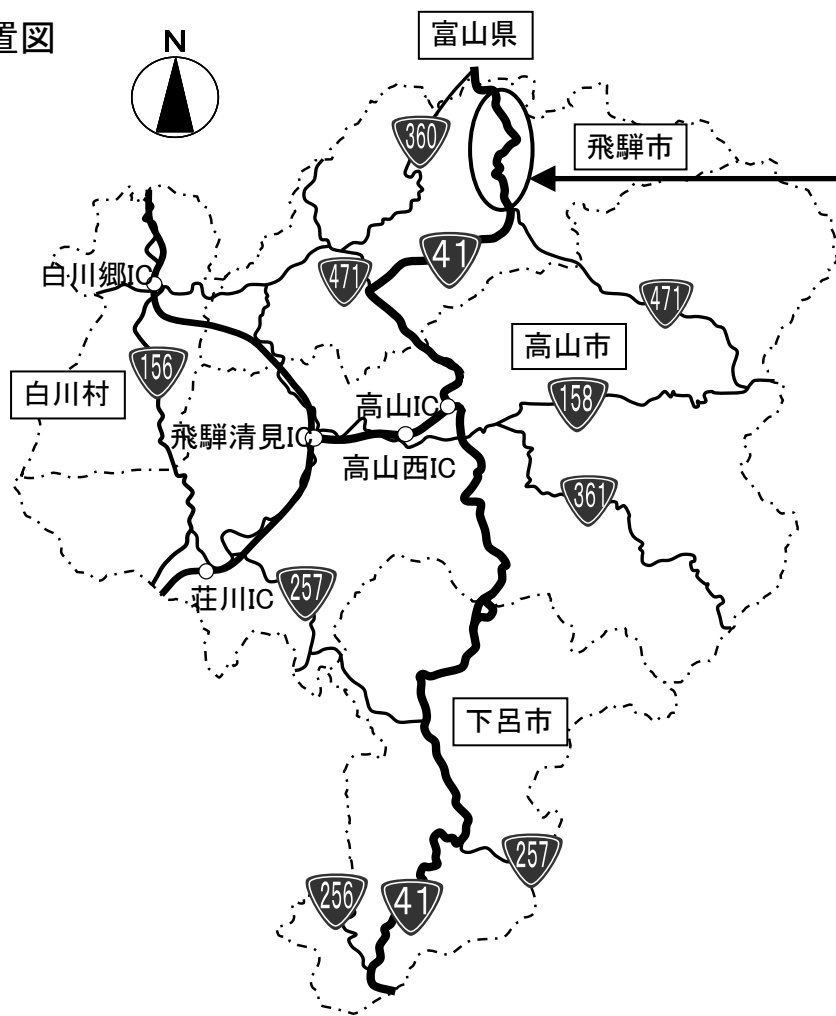 置図
N
富山県
360
飛騨市
41
白川郷IC
471
471
高山市
156
158
白川村
高山IC
飛騨清見IC
高山西IC
361
荘川IC
257
下呂市
257
256
41